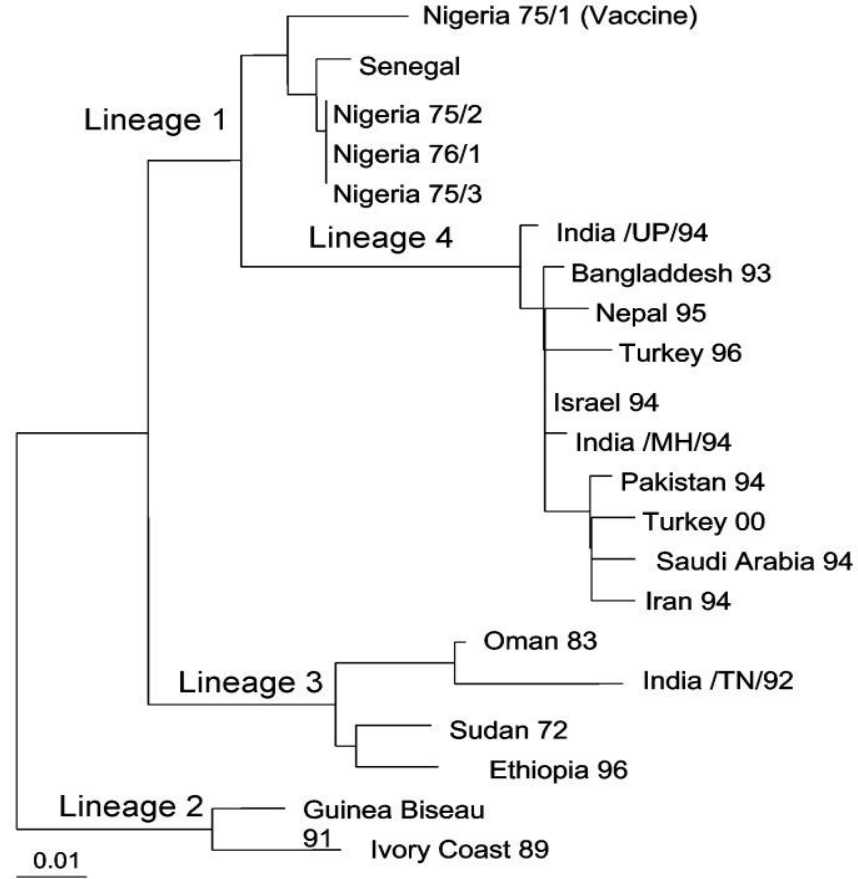 Nigeria 75/1 (Vaccine)
Senegal
Lineage 1
Nigeria 75/2
Nigeria 76/1
Nigeria 75/3
Lineage 4
India /UP/94
Bangladdesh 93
Nepal 95
Turkey 96
Israel 94
India /MH/94
Pakistan 94
Turkey 00
Saudi Arabia 94
Iran 94
Oman 83
Lineage 3
India /TN/92
Sudan 72
Ethiopia 96
Lineage 2
Guinea Biseau
91
Ivory Coast 89
0.01